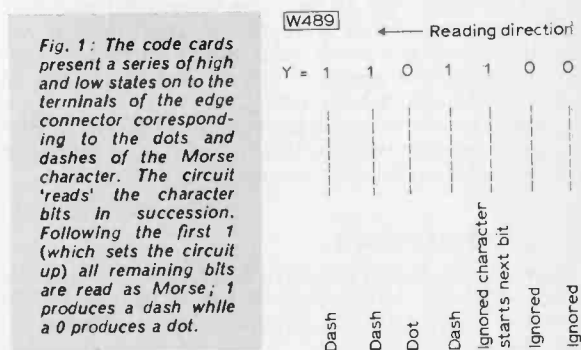 Fig. 1: The code cards
present a series of high
and low states on to the
terminals of the edge
connector correspond-
ing to the dots and
dashes of the Morse
character. The circuit
'reads' the character
bits in succession.
Following the first 1
(which sets the circuit
up) all remaining bits
are read as Morse; 1
produces a dash while
a 0 produces a dot.
W489
Reading direction
Y = 1 1 0 1 1 0 0
Dash
Dash
Dot
Dash
Ignored character
starts next bit
Ignored
Ignored